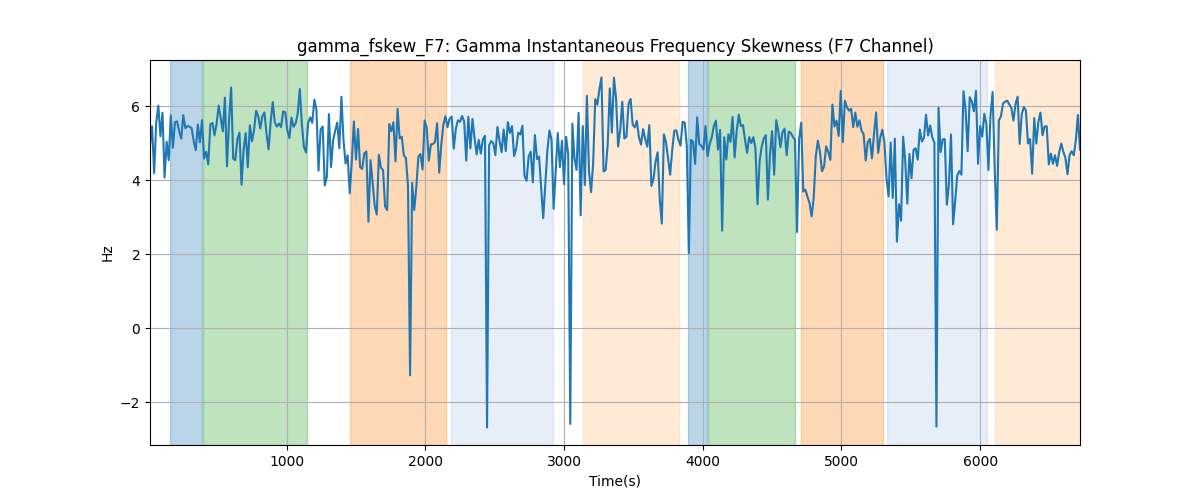 gamma_fskew_F7: Gamma Instantaneous Frequency Skewness (F7 Channel)
6
4
2
0
−2
Hz
1000 2000 3000 4000 5000 6000
Time(s)